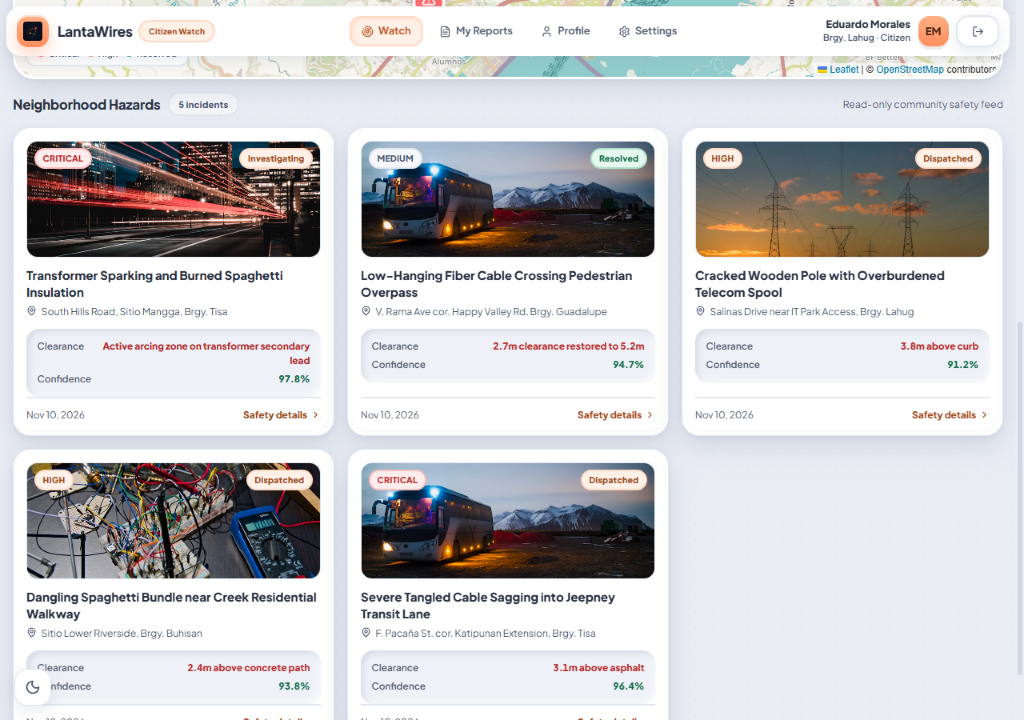 LantaWires
Citizen Watch
Watch
My Reports
Profile
Settings
Eduardo Morales
Brgy. Lahug · Citizen
EM
Alumno
Leaflet | © OpenStreetMap contributors
Neighborhood Hazards
5 incidents
Read-only community safety feed
CRITICAL
Investigating
Transformer Sparking and Burned Spaghetti
Insulation
South Hills Road, Sitio Mangga, Brgy. Tisa
Clearance
Active arcing zone on transformer secondary
lead
Confidence
97.8%
Nov 10, 2026
Safety details
MEDIUM
Resolved
Low-Hanging Fiber Cable Crossing Pedestrian
Overpass
V. Rama Ave cor. Happy Valley Rd, Brgy. Guadalupe
Clearance
2.7m clearance restored to 5.2m
Confidence
94.7%
Nov 10, 2026
Safety details
HIGH
Dispatched
Cracked Wooden Pole with Overburdened
Telecom Spool
Salinas Drive near IT Park Access, Brgy. Lahug
Clearance
3.8m above curb
Confidence
91.2%
Nov 10, 2026
Safety details
HIGH
Dispatched
Dangling Spaghetti Bundle near Creek Residential
Walkway
Sitio Lower Riverside, Brgy. Buhisan
Clearance
2.4m above concrete path
nfidence
93.8%
CRITICAL
Dispatched
Severe Tangled Cable Sagging into Jeepney
Transit Lane
F. Pacaña St. cor. Katipunan Extension, Brgy. Tisa
Clearance
3.1m above asphalt
Confidence
96.4%